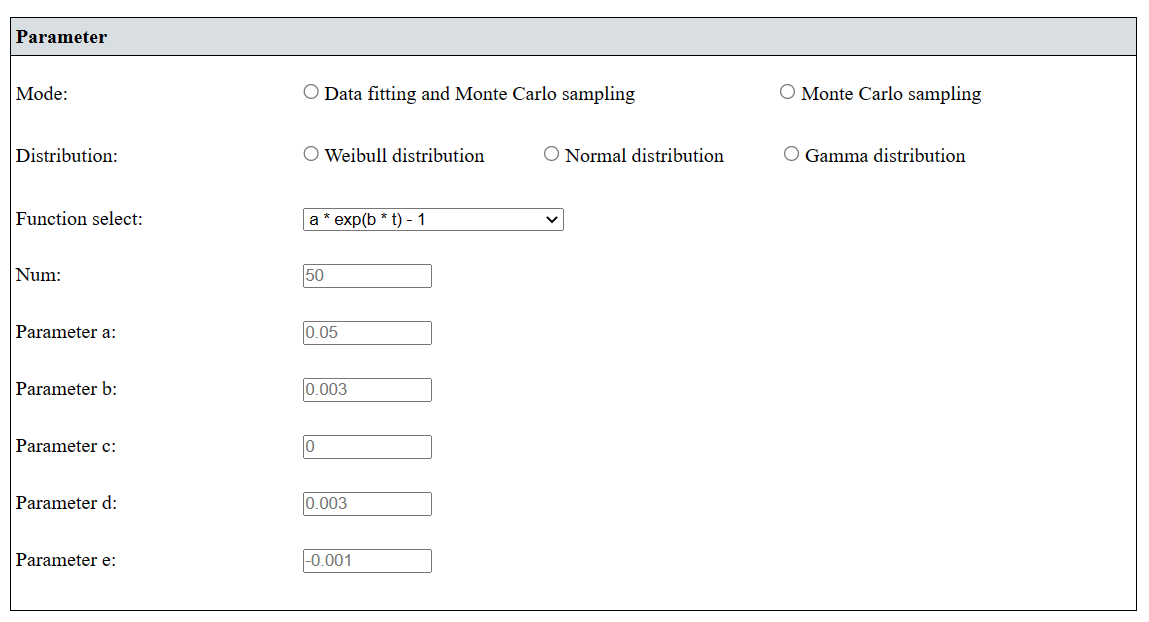 Parameter
Mode: Data fitting and Monte Carlo sampling Monte Carlo sampling
Distribution: Weibull distribution Normal distribution Gamma distribution
Function select: a * exp(b * t) - 1
Num: 50
Parameter a: 0.05
Parameter b: 0.003
Parameter c: 0
Parameter d: 0.003
Parameter e: -0.001